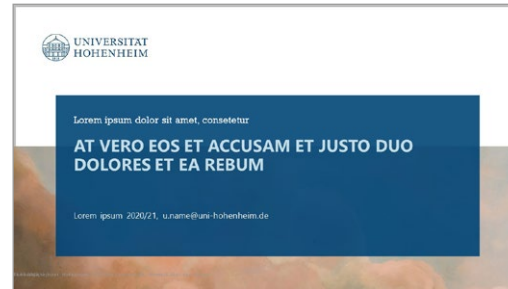 UNIVERSITAT
HOHENHEIM
Lorem ipsum dolor sit amet, consetetur
AT VERO EOS ET ACCUSAM ET JUSTO DUO
DOLORES ET EA REBUM
Lorem ipsum 2020/21, u.name@uni-hohenheim.de